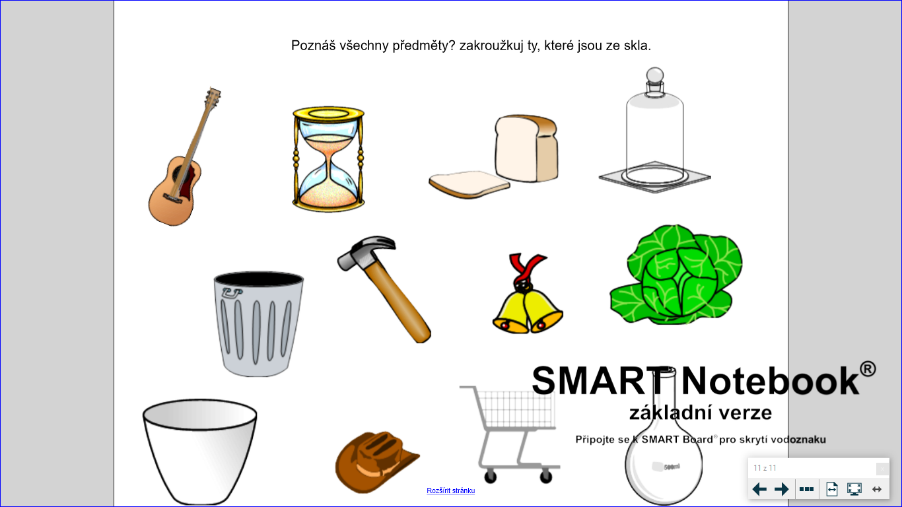 Poznáš všechny předměty? zakroužkuj ty, které jsou ze skla.
SMART Notebook®
základní verze
Připojte se k SMART Board® pro skrytí vodoznaku
500ml
11 z 11
Rozšířit stránku